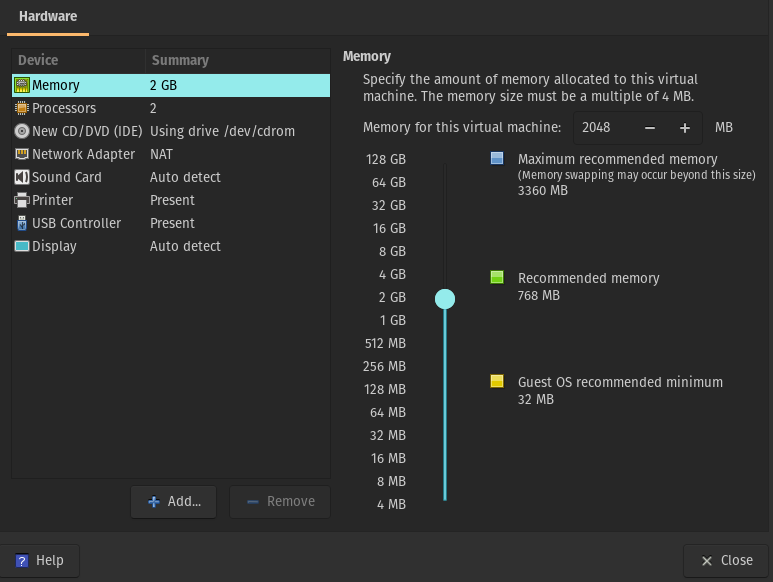 Hardware
Device Summary
Memory 2 GB
Processors 2
New CD/DVD (IDE) Using drive /dev/cdrom
Network Adapter NAT
Sound Card Auto detect
Printer Present
USB Controller Present
Display Auto detect
Add...
Remove
Memory
Specify the amount of memory allocated to this virtual
machine. The memory size must be a multiple of 4 MB.
Memory for this virtual machine: 2048 − + MB
128 GB
64 GB
32 GB
16 GB
8 GB
4 GB
2 GB
1 GB
512 MB
256 MB
128 MB
64 MB
32 MB
16 MB
8 MB
4 MB
Maximum recommended memory
(Memory swapping may occur beyond this size)
3360 MB
Recommended memory
768 MB
Guest OS recommended minimum
32 MB
? Help
Close